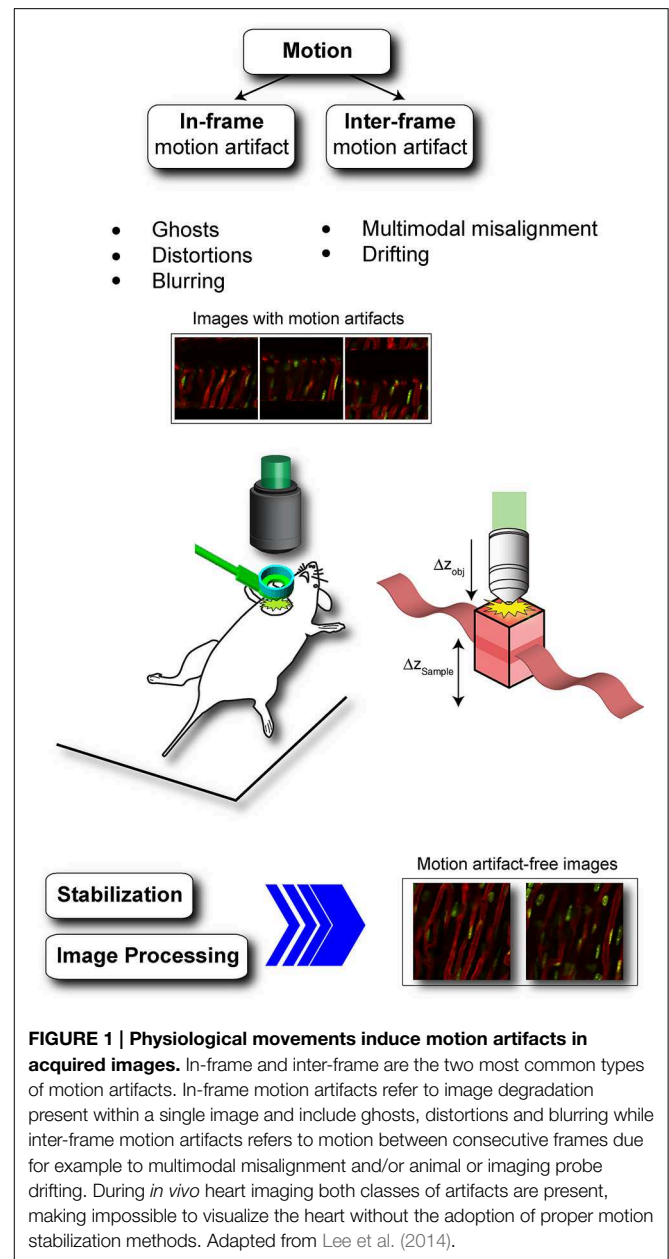 Motion
In-frame
motion artifact
Inter-frame
motion artifact
• Ghosts
• Distortions
• Blurring
• Multimodal misalignment
• Drifting
Images with motion artifacts
Δzobj
ΔzSample
Stabilization
Image Processing
Motion artifact-free images
FIGURE 1 | Physiological movements induce motion artifacts in
acquired images. In-frame and inter-frame are the two most common types
of motion artifacts. In-frame motion artifacts refer to image degradation
present within a single image and include ghosts, distortions and blurring while
inter-frame motion artifacts refers to motion between consecutive frames due
for example to multimodal misalignment and/or animal or imaging probe
drifting. During in vivo heart imaging both classes of artifacts are present,
making impossible to visualize the heart without the adoption of proper motion
stabilization methods. Adapted from Lee et al. (2014).